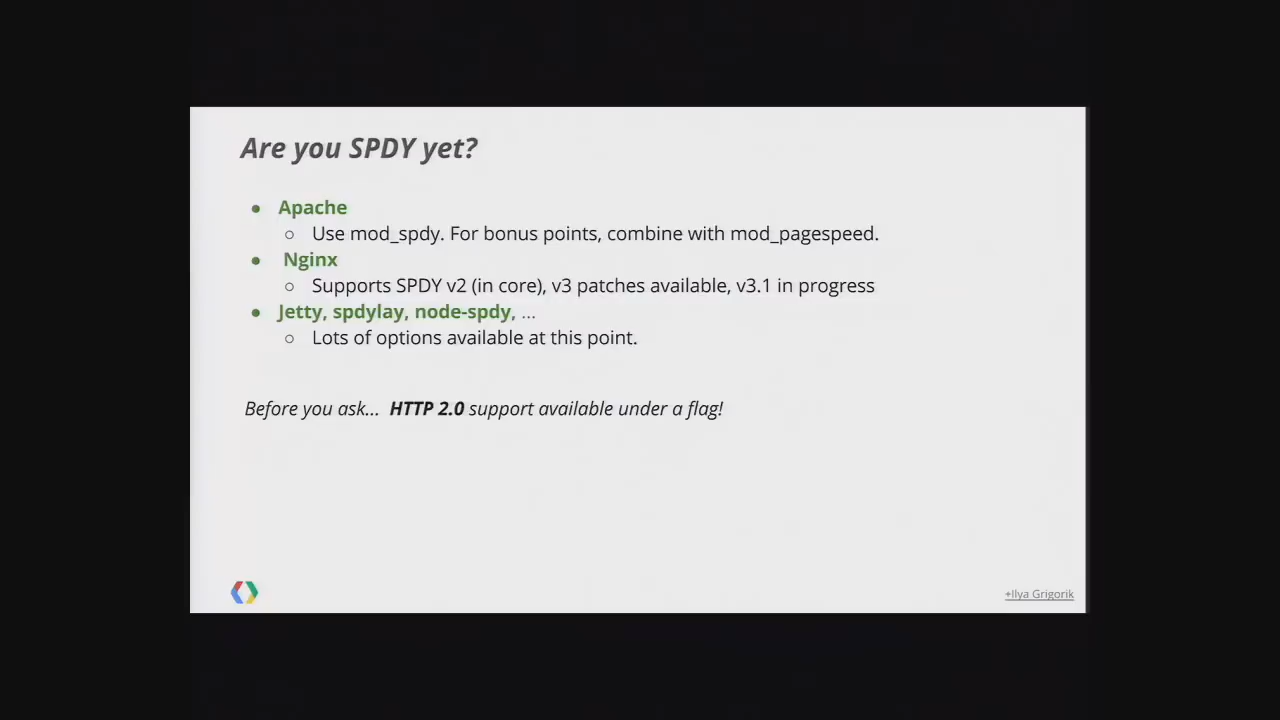 Are you SPDY yet?
● Apache
○ Use mod_spdy. For bonus points, combine with mod_pagespeed.
● Nginx
○ Supports SPDY v2 (in core), v3 patches available, v3.1 in progress
● Jetty, spdylay, node-spdy, ...
○ Lots of options available at this point.
Before you ask... HTTP 2.0 support available under a flag!
+Ilya Grigorik